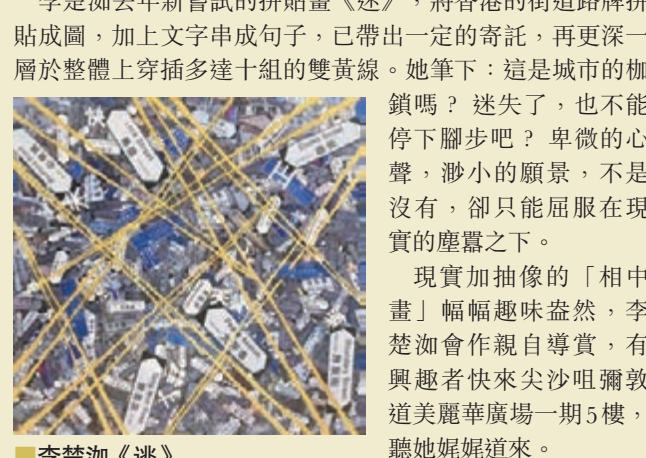 李楚洳去年新嘗試的拼貼畫《迷》，將香港的街道路牌拼
貼成圖，加上文字串成句子，已帶出一定的寄託，再更深一
層於整體上穿插多達十組的雙黃線。她筆下：這是城市的枷
鎖嗎？迷失了，也不能
停下腳步吧？卑微的心
聲，渺小的願景，不是
沒有，卻只能屈服在現
實的塵囂之下。
現實加抽像的「相中
畫」幅幅趣味盎然，李
楚洳會作親自導賞，有
興趣者快來尖沙咀彌敦
道美麗華廣場一期5樓，
聽她娓娓道來。
李楚洳《迷》